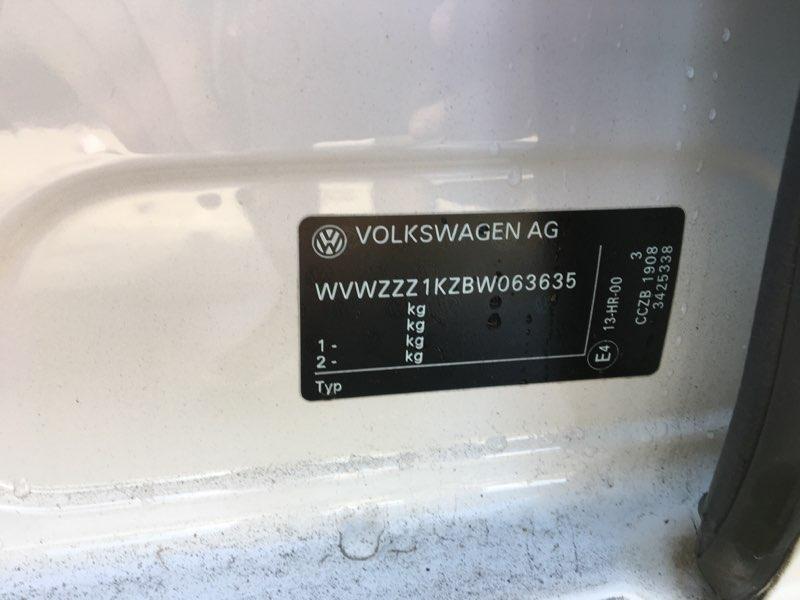 VOLKSWAGEN AG
WVWZZZ1KZBW063635
kg
kg
1 - kg
2 - kg
Typ
E4 13-HR-00
3
CCZB 1908
3425338